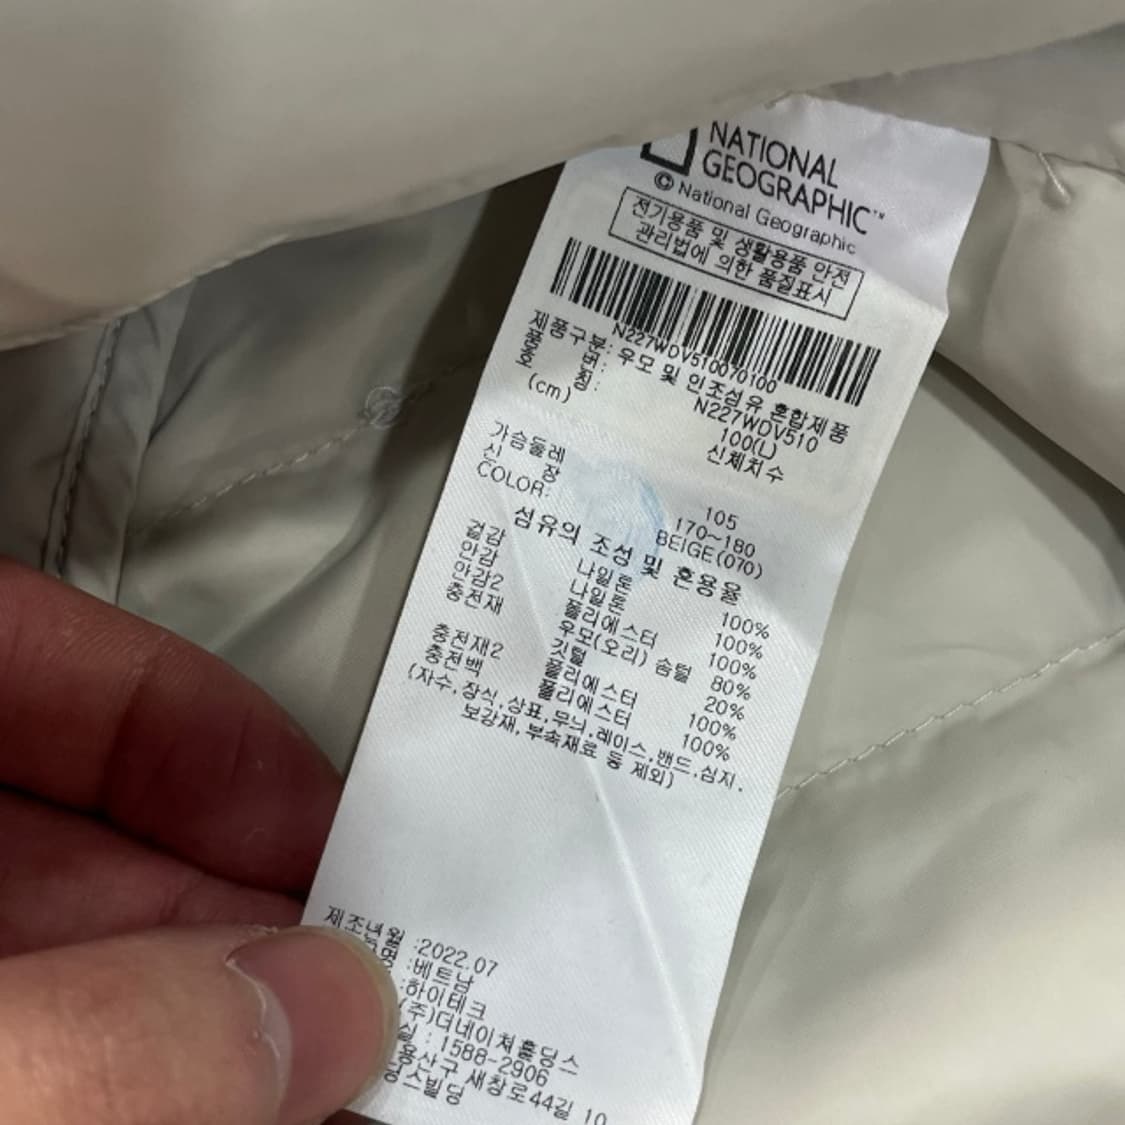 NATIONAL
GEOGRAPHIC™
© National Geographic
전기용품 및 생활용품 안전
관리법에 의한 품질표시
N227WDV510070100
제품구분: 우모 및 인조섬유 혼합제품
품 번: N227WDV510
호 칭: 100(L)
(cm) 신체치수
가슴둘레 105
신 장 170~180
COLOR: BEIGE(070)
섬유의 조성 및 혼용율
겉감 나일론 100%
안감 나일론 100%
안감2 폴리에스터 100%
충전재 우모(오리) 솜털 80%
깃털 20%
충전재2 폴리에스터 100%
충전백 폴리에스터 100%
(자수,장식,상표,무늬,레이스,밴드,심지,
보강재,부속재료 등 제외)
제조년월 :2022.07
:베트남
:하이테크
(주)더네이쳐홀딩스
실: 1588-2906
용산구 새창로44길 10
딩스빌딩